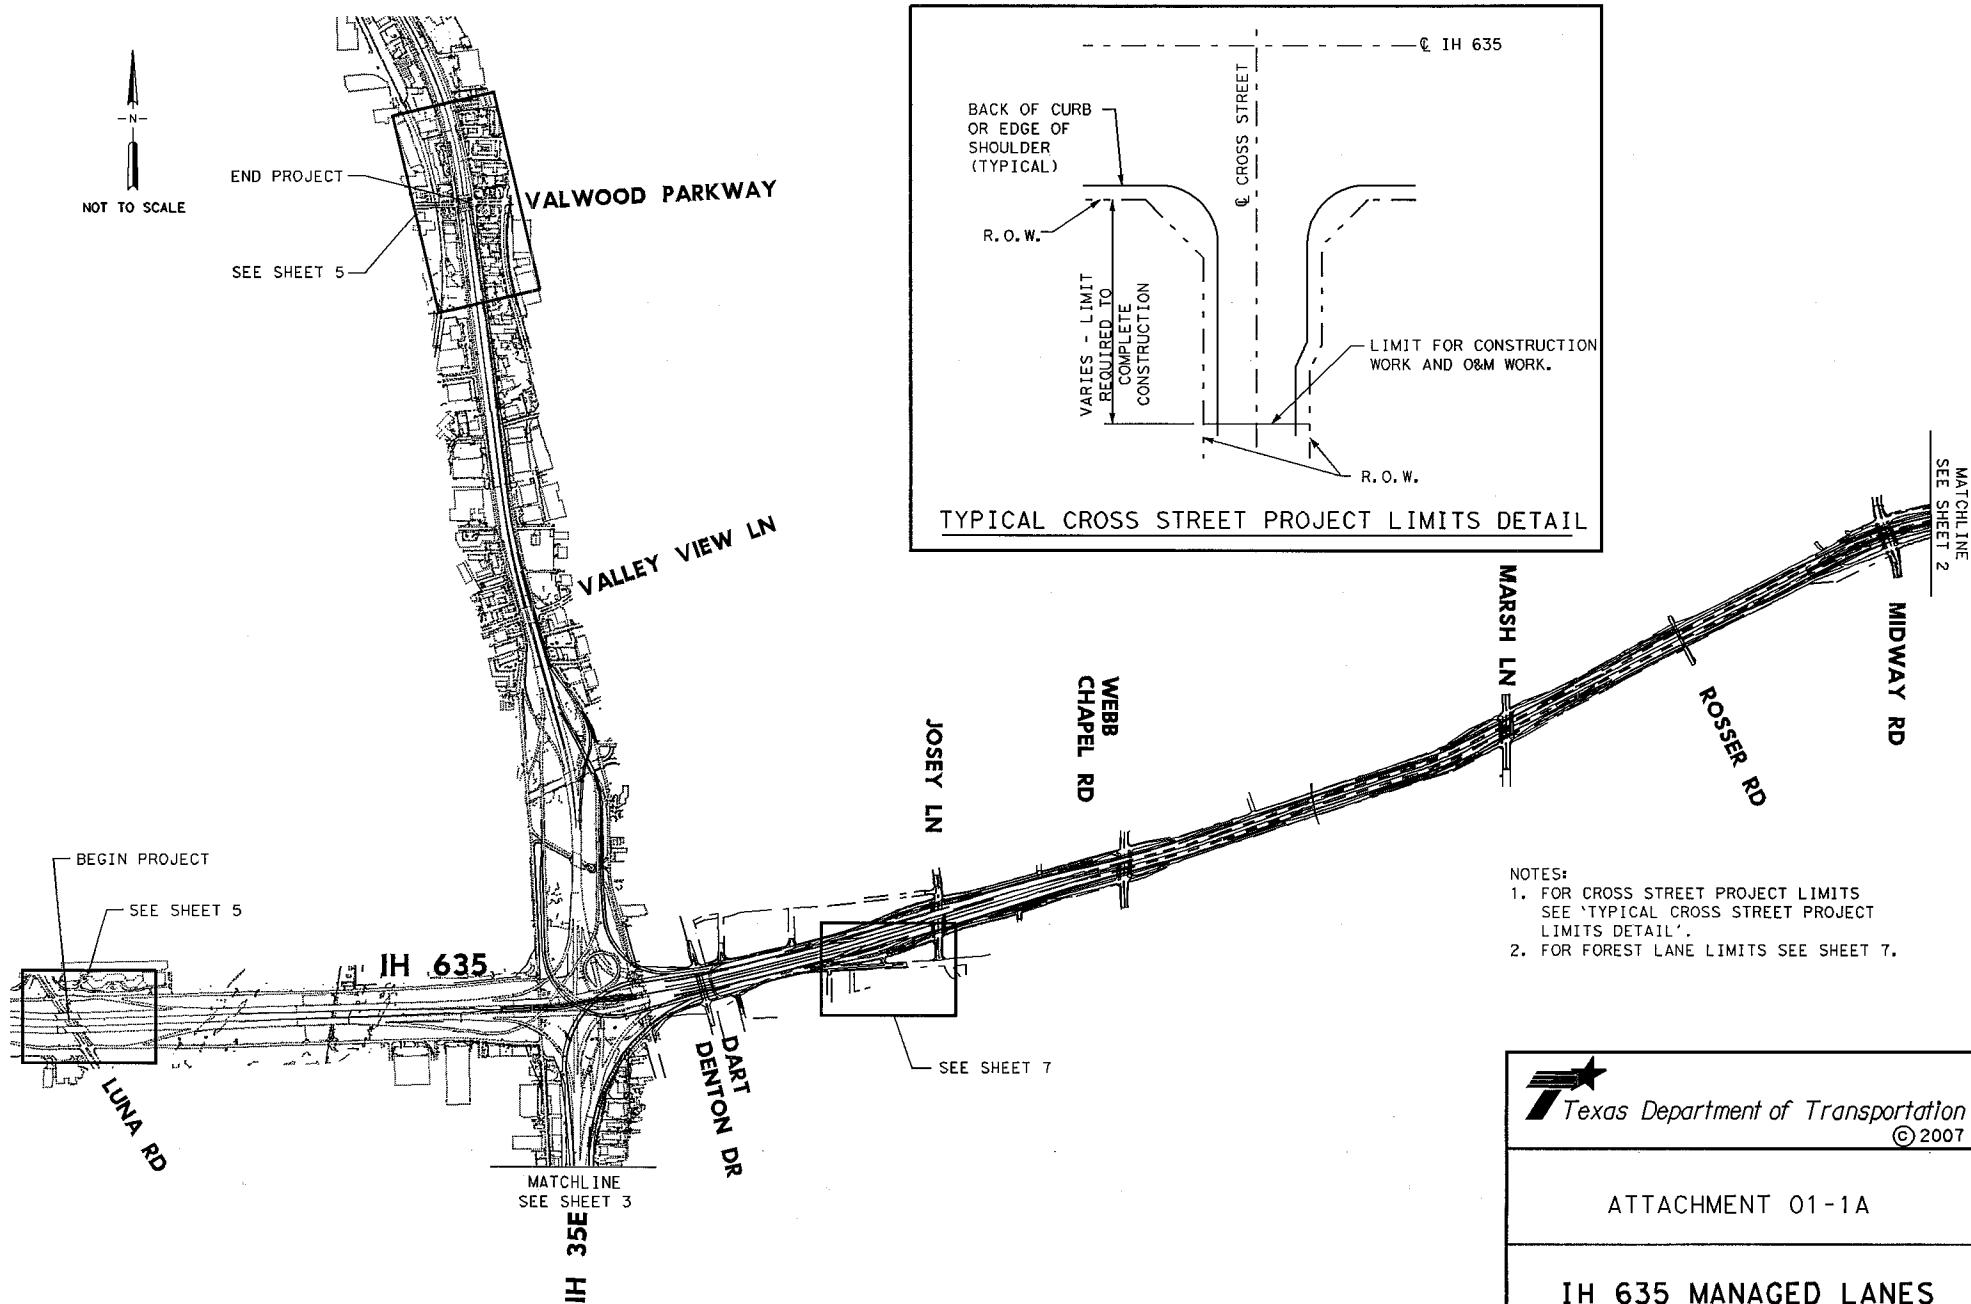 -N-
NOT TO SCALE
END PROJECT
VALWOOD PARKWAY
SEE SHEET 5
VALLEY VIEW LN
℄ IH 635
℄ CROSS STREET
BACK OF CURB
OR EDGE OF
SHOULDER
(TYPICAL)
R.O.W.
VARIES - LIMIT
REQUIRED TO
COMPLETE
CONSTRUCTION
LIMIT FOR CONSTRUCTION
WORK AND O&M WORK.
R.O.W.
TYPICAL CROSS STREET PROJECT LIMITS DETAIL
MATCHLINE
SEE SHEET 2
MARSH LN
MIDWAY RD
ROSSER RD
WEBB
CHAPEL RD
JOSEY LN
BEGIN PROJECT
SEE SHEET 5
IH 635
LUNA RD
DART
DENTON DR
SEE SHEET 7
MATCHLINE
SEE SHEET 3
IH 35E
NOTES:
1. FOR CROSS STREET PROJECT LIMITS
SEE 'TYPICAL CROSS STREET PROJECT
LIMITS DETAIL'.
2. FOR FOREST LANE LIMITS SEE SHEET 7.
Texas Department of Transportation
© 2007
ATTACHMENT 01-1A
IH 635 MANAGED LANES